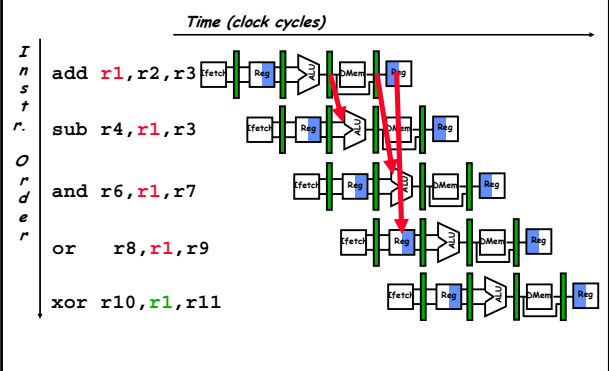 Time (clock cycles)
Instr. Order
add r1,r2,r3 Ifetch Reg ALU DMem Reg
sub r4,r1,r3 Ifetch Reg ALU DMem Reg
and r6,r1,r7 Ifetch Reg ALU DMem Reg
or r8,r1,r9 Ifetch Reg ALU DMem Reg
xor r10,r1,r11 Ifetch Reg ALU DMem Reg